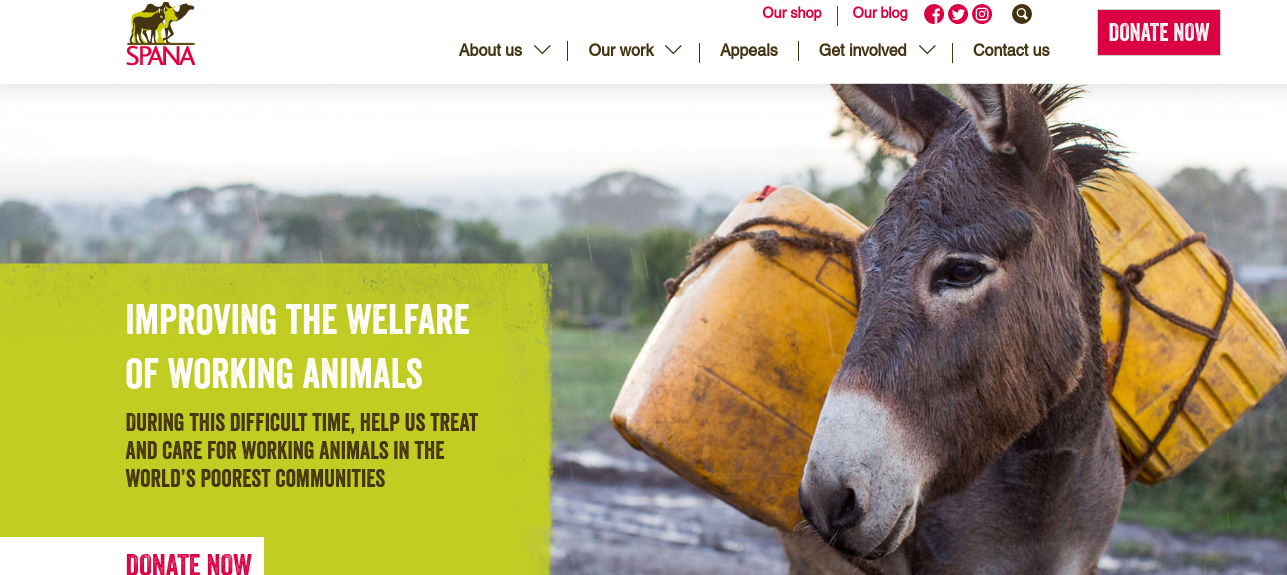 Our shop
Our blog
SPANA
About us
Our work
Appeals
Get involved
Contact us
DONATE NOW
IMPROVING THE WELFARE
OF WORKING ANIMALS
DURING THIS DIFFICULT TIME, HELP US TREAT
AND CARE FOR WORKING ANIMALS IN THE
WORLD'S POOREST COMMUNITIES
DONATE NOW